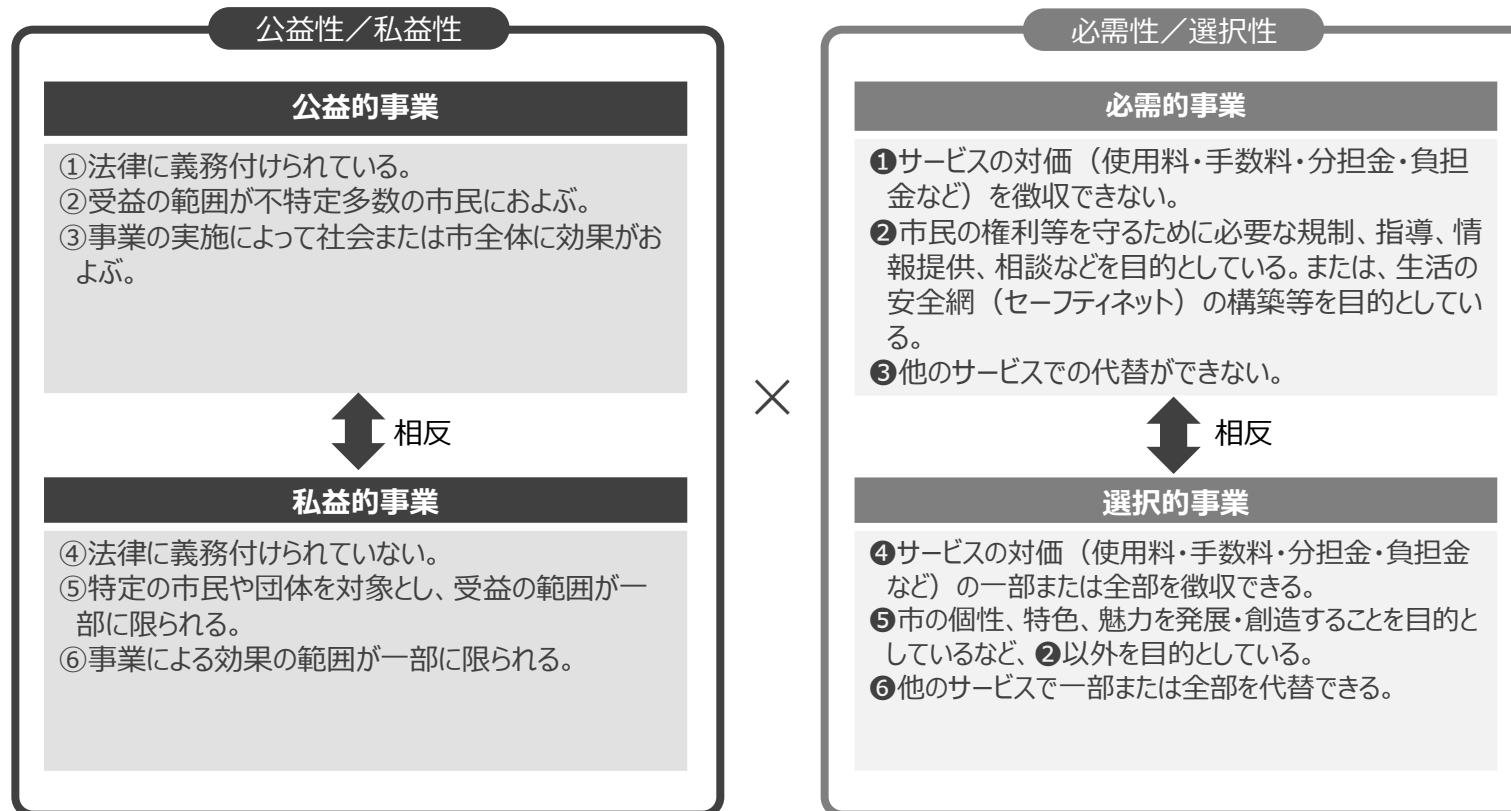 公益性／私益性
公益的事業
①法律に義務付けられている。
②受益の範囲が不特定多数の市民におよぶ。
③事業の実施によって社会または市全体に効果がお
よぶ。
相反
私益的事業
④法律に義務付けられていない。
⑤特定の市民や団体を対象とし、受益の範囲が一
部に限られる。
⑥事業による効果の範囲が一部に限られる。
×
必需性／選択性
必需的事業
❶サービスの対価（使用料・手数料・分担金・負担
金など）を徴収できない。
❷市民の権利等を守るために必要な規制、指導、情
報提供、相談などを目的としている。または、生活の
安全網（セーフティネット）の構築等を目的としてい
る。
❸他のサービスでの代替ができない。
相反
選択的事業
❹サービスの対価（使用料・手数料・分担金・負担金
など）の一部または全部を徴収できる。
❺市の個性、特色、魅力を発展・創造することを目的と
しているなど、❷以外を目的としている。
❻他のサービスで一部または全部を代替できる。